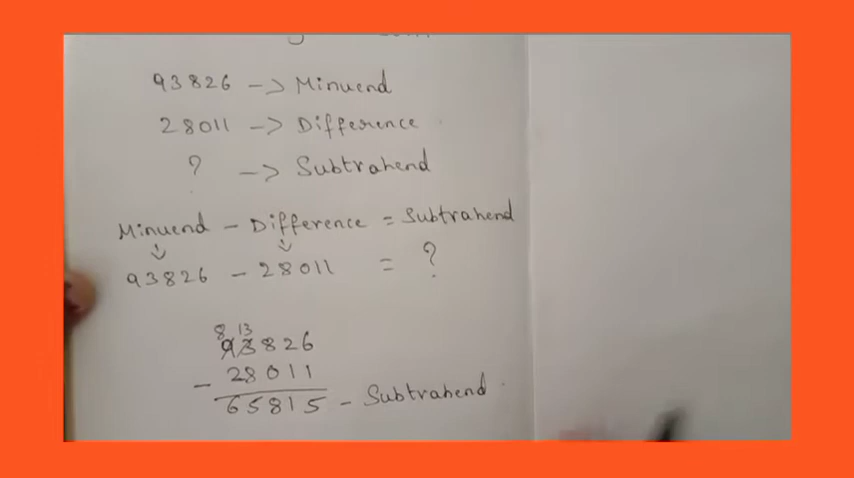 93826 -> Minuend
28011 -> Difference
? -> Subtrahend
Minuend - Difference = Subtrahend
93826 - 28011 = ?
8 13
93826
- 28011
65815 - Subtrahend